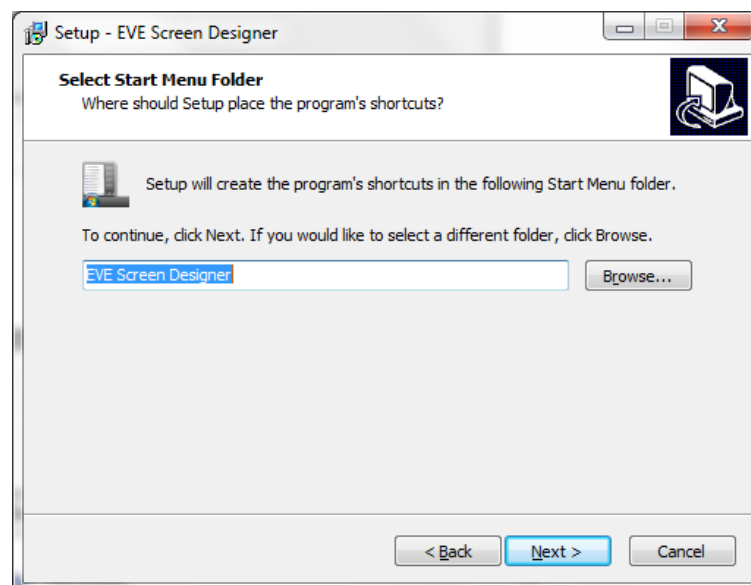 Setup - EVE Screen Designer
Select Start Menu Folder
Where should Setup place the program's shortcuts?
Setup will create the program's shortcuts in the following Start Menu folder.
To continue, click Next. If you would like to select a different folder, click Browse.
EVE Screen Designer
Browse...
< Back
Next >
Cancel